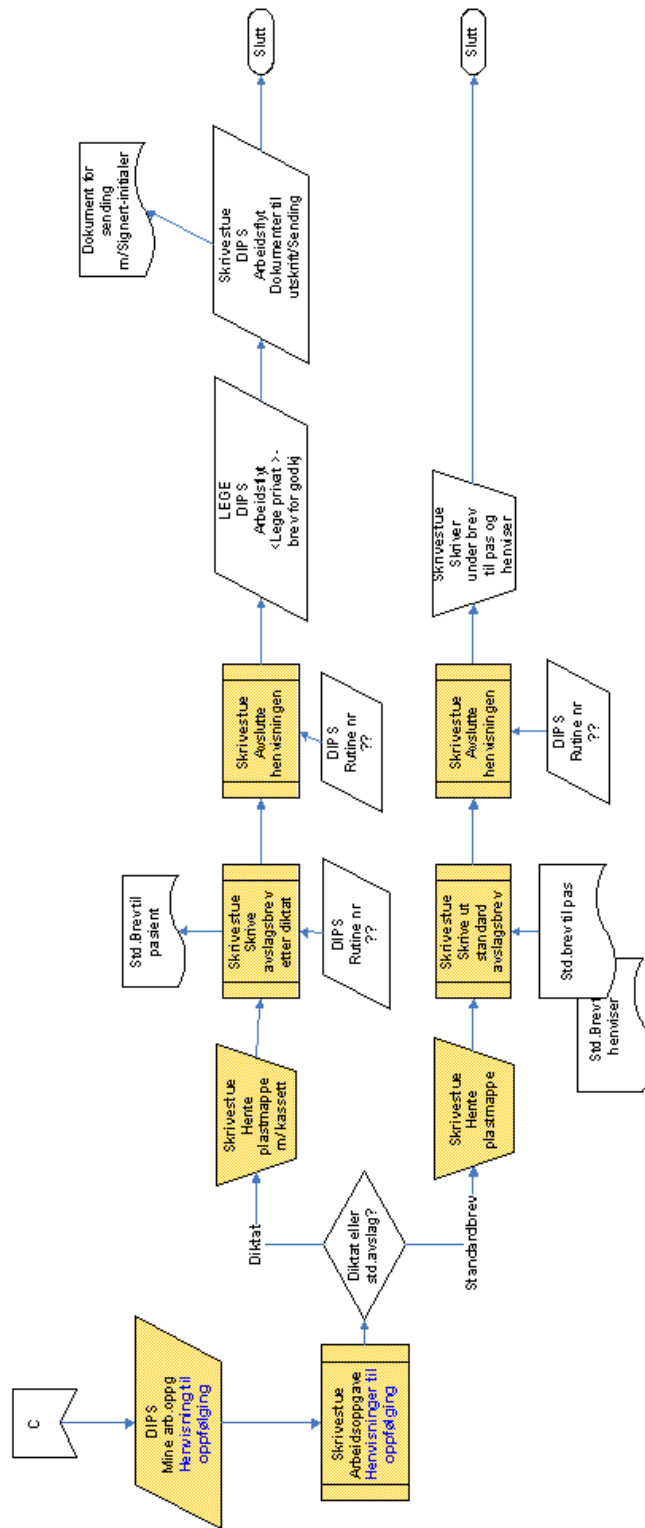 C
DIPS
Mine arb.oppg
Henvisning til
oppfølging
Skrivestue
Arbeidsoppgave
Henvisninger til
oppfølging
Diktat eller
std.avslag?
Diktat
Skrivestue
Hente
plastmappe
m/kassett
Std.Brev til
pasient
Skrivestue
Skrive
avslagsbrev
etter diktat
DIPS
Rutine nr
??
Skrivestue
Avslutte
henvisningen
DIPS
Rutine nr
??
LEGE
DIPS
Arbeidsflyt
<Lege privat >-
brev for godkj
Dokument for
sending
m/Signert-initialer
Skrivestue
DIPS
Arbeidsflyt
Dokumenter til
utskrift/Sending
Slutt
Standardbrev
Skrivestue
Hente
plastmappe
Skrivestue
Skrive ut
standard
avslagsbrev
Std.brev til pas
Std.Brev t
henviser
Skrivestue
Avslutte
henvisningen
DIPS
Rutine nr
??
Skrivestue
Skriver
under brev
til pas og
henviser
Slutt